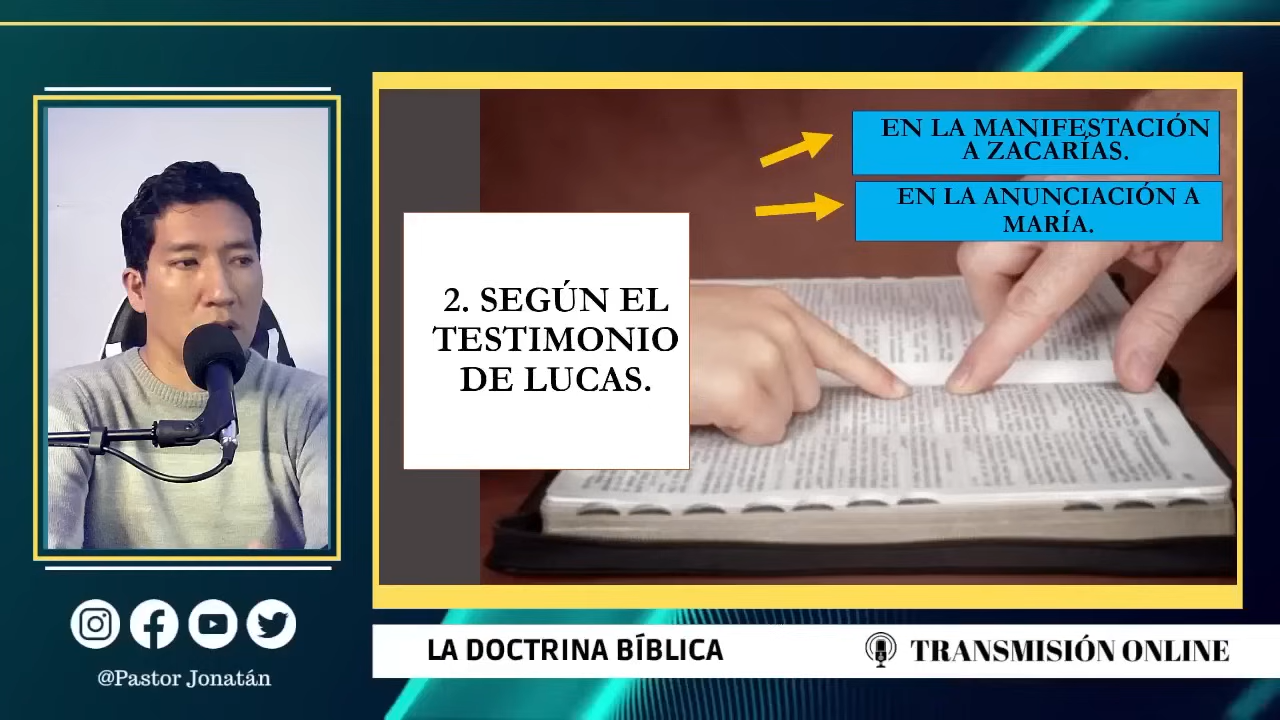 EN LA MANIFESTACIÓN
A ZACARÍAS.
EN LA ANUNCIACIÓN A
MARÍA.
2. SEGÚN EL
TESTIMONIO
DE LUCAS.
@Pastor Jonatán
LA DOCTRINA BÍBLICA
TRANSMISIÓN ONLINE